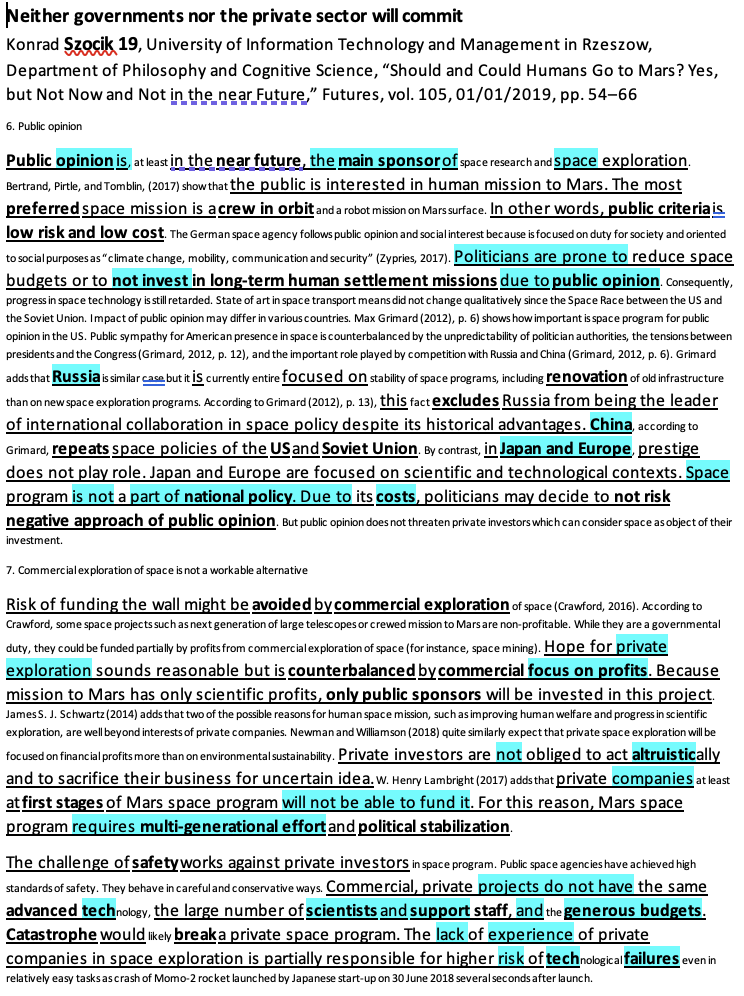 Neither governments nor the private sector will commit
Konrad Szocik 19, University of Information Technology and Management in Rzeszow,
Department of Philosophy and Cognitive Science, “Should and Could Humans Go to Mars? Yes,
but Not Now and Not in the near Future,” Futures, vol. 105, 01/01/2019, pp. 54–66
6. Public opinion
Public opinion is, at least in the near future, the main sponsor of space research and space exploration.
Bertrand, Pirtle, and Tomblin, (2017) show that the public is interested in human mission to Mars. The most
preferred space mission is a crew in orbit and a robot mission on Mars surface. In other words, public criteria is
low risk and low cost. The German space agency follows public opinion and social interest because is focused on duty for society and oriented
to social purposes as “climate change, mobility, communication and security” (Zypries, 2017). Politicians are prone to reduce space
budgets or to not invest in long-term human settlement missions due to public opinion. Consequently,
progress in space technology is still retarded. State of art in space transport means did not change qualitatively since the Space Race between the US and
the Soviet Union. Impact of public opinion may differ in various countries. Max Grimard (2012), p. 6) shows how important is space program for public
opinion in the US. Public sympathy for American presence in space is counterbalanced by the unpredictability of politician authorities, the tensions between
presidents and the Congress (Grimard, 2012, p. 12), and the important role played by competition with Russia and China (Grimard, 2012, p. 6). Grimard
adds that Russia is similar case but it is currently entire focused on stability of space programs, including renovation of old infrastructure
than on new space exploration programs. According to Grimard (2012), p. 13), this fact excludes Russia from being the leader
of international collaboration in space policy despite its historical advantages. China, according to
Grimard, repeats space policies of the US and Soviet Union. By contrast, in Japan and Europe, prestige
does not play role. Japan and Europe are focused on scientific and technological contexts. Space
program is not a part of national policy. Due to its costs, politicians may decide to not risk
negative approach of public opinion. But public opinion does not threaten private investors which can consider space as object of their
investment.
7. Commercial exploration of space is not a workable alternative
Risk of funding the wall might be avoided by commercial exploration of space (Crawford, 2016). According to
Crawford, some space projects such as next generation of large telescopes or crewed mission to Mars are non-profitable. While they are a governmental
duty, they could be funded partially by profits from commercial exploration of space (for instance, space mining). Hope for private
exploration sounds reasonable but is counterbalanced by commercial focus on profits. Because
mission to Mars has only scientific profits, only public sponsors will be invested in this project.
James S. J. Schwartz (2014) adds that two of the possible reasons for human space mission, such as improving human welfare and progress in scientific
exploration, are well beyond interests of private companies. Newman and Williamson (2018) quite similarly expect that private space exploration will be
focused on financial profits more than on environmental sustainability. Private investors are not obliged to act altruistically
and to sacrifice their business for uncertain idea. W. Henry Lambright (2017) adds that private companies at least
at first stages of Mars space program will not be able to fund it. For this reason, Mars space
program requires multi-generational effort and political stabilization.
The challenge of safety works against private investors in space program. Public space agencies have achieved high
standards of safety. They behave in careful and conservative ways. Commercial, private projects do not have the same
advanced technology, the large number of scientists and support staff, and the generous budgets.
Catastrophe would likely break a private space program. The lack of experience of private
companies in space exploration is partially responsible for higher risk of technological failures even in
relatively easy tasks as crash of Momo-2 rocket launched by Japanese start-up on 30 June 2018 several seconds after launch.